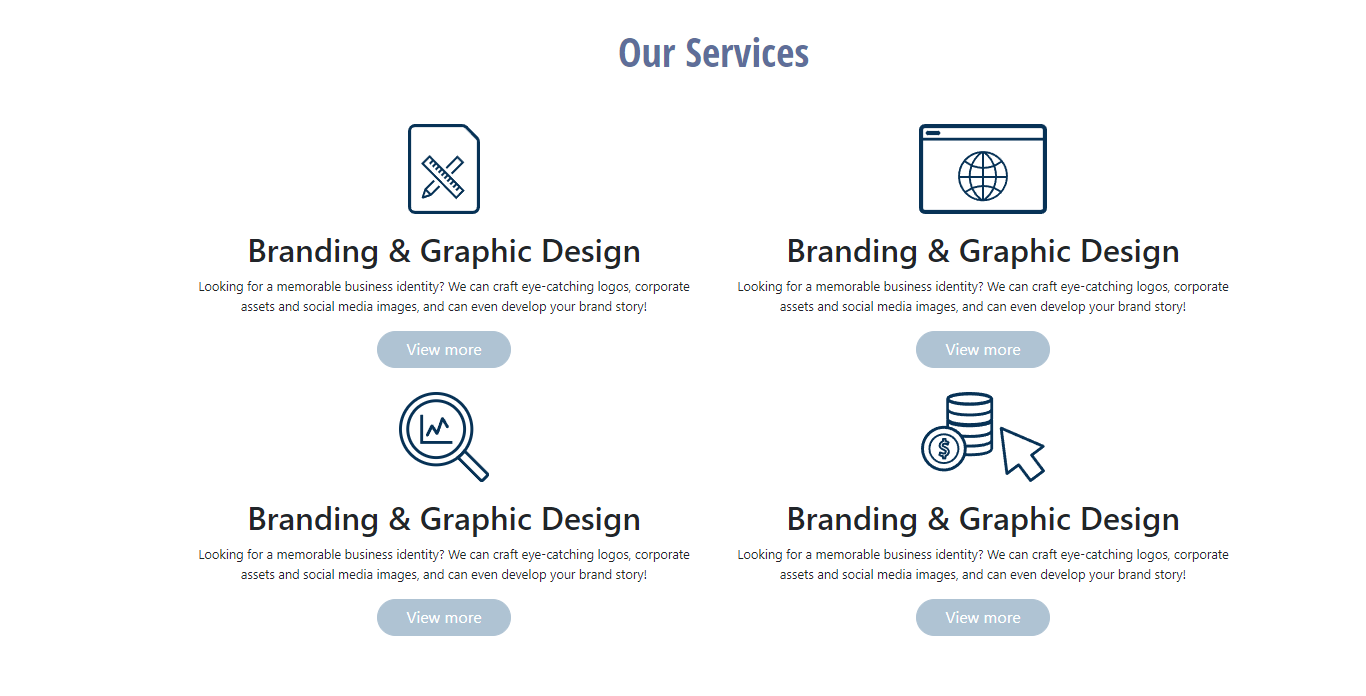 Our Services
Branding & Graphic Design
Looking for a memorable business identity? We can craft eye-catching logos, corporate
assets and social media images, and can even develop your brand story!
View more
Branding & Graphic Design
Looking for a memorable business identity? We can craft eye-catching logos, corporate
assets and social media images, and can even develop your brand story!
View more
Branding & Graphic Design
Looking for a memorable business identity? We can craft eye-catching logos, corporate
assets and social media images, and can even develop your brand story!
View more
$
Branding & Graphic Design
Looking for a memorable business identity? We can craft eye-catching logos, corporate
assets and social media images, and can even develop your brand story!
View more